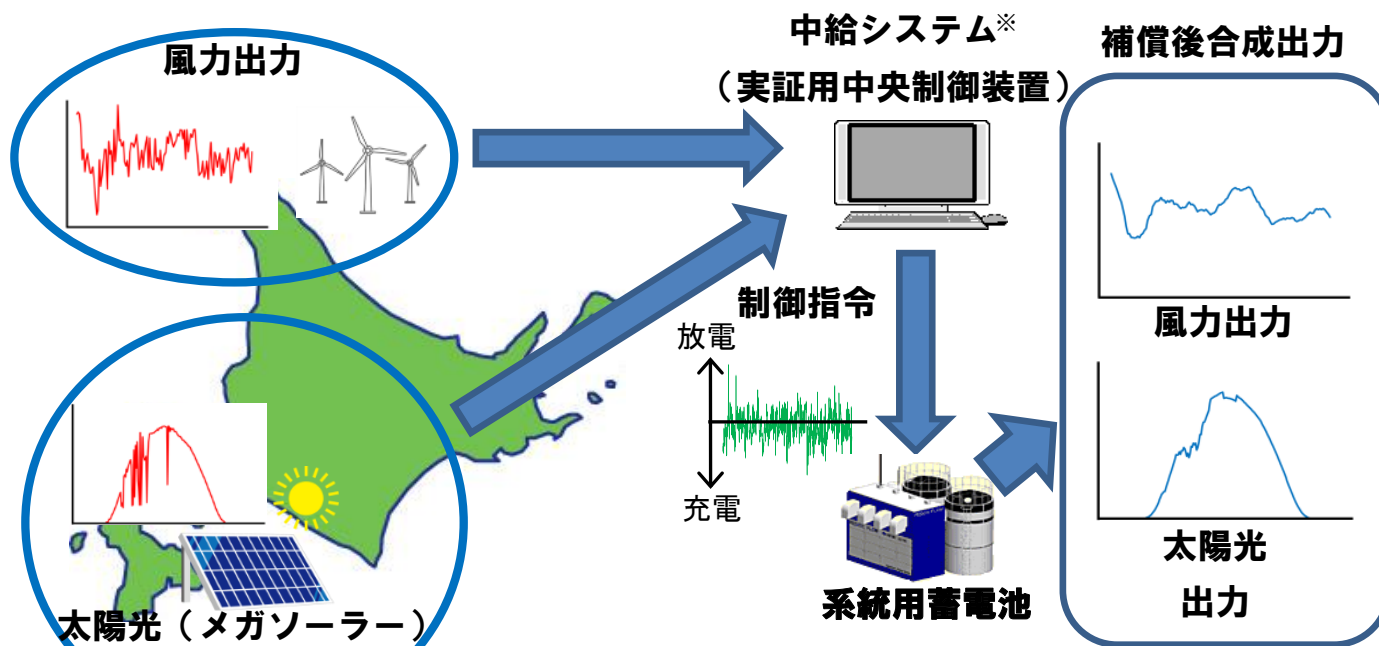 風力出力
中給システム※
（実証用中央制御装置）
補償後合成出力
制御指令
放電
充電
風力出力
太陽光
出力
系統用蓄電池
太陽光（メガソーラー）